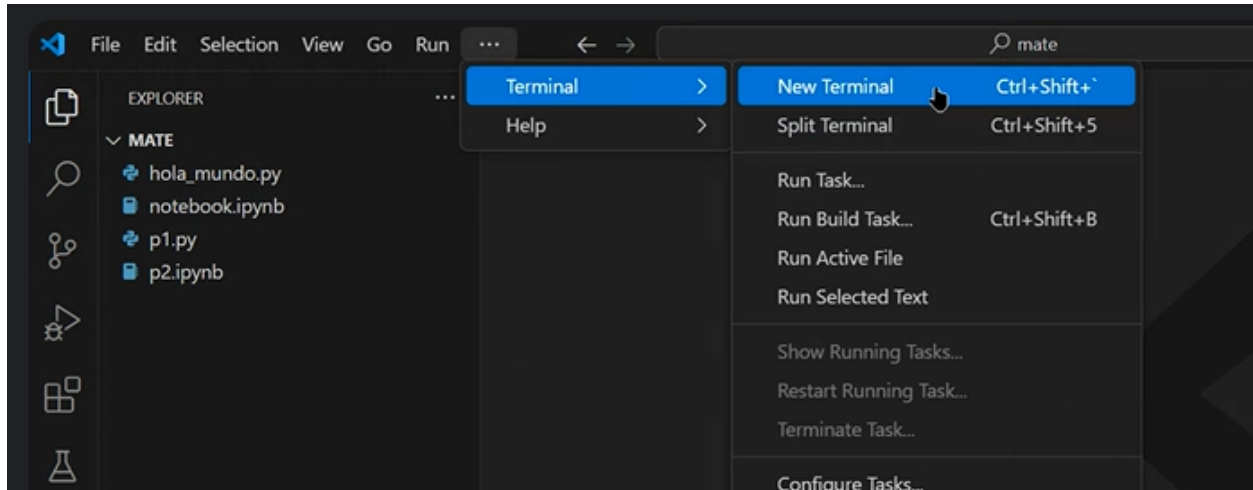 File Edit Selection View Go Run ... mate
EXPLORER ...
MATE
hola_mundo.py
notebook.ipynb
p1.py
p2.ipynb
Terminal
Help
New Terminal Ctrl+Shift+`
Split Terminal Ctrl+Shift+5
Run Task...
Run Build Task... Ctrl+Shift+B
Run Active File
Run Selected Text
Show Running Tasks...
Restart Running Task...
Terminate Task...
Configure Tasks...